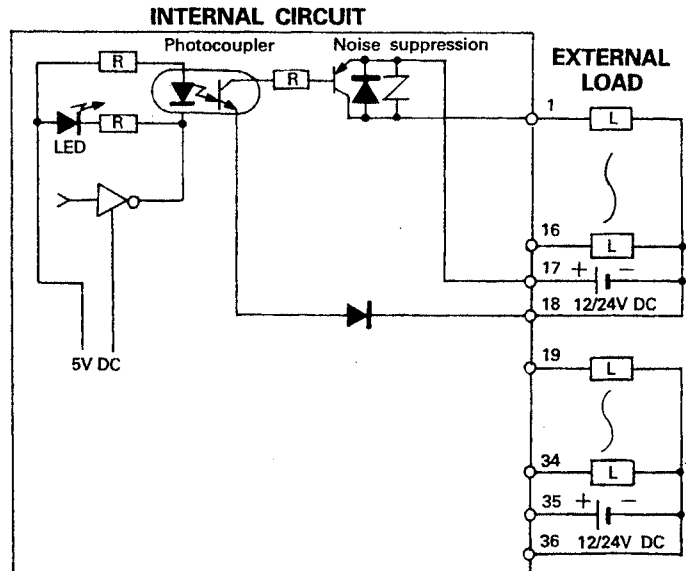 INTERNAL CIRCUIT
Photocoupler
Noise suppression
EXTERNAL
LOAD
R
R
1
L
R
LED
16
L
17
+
−
18
12/24V DC
5V DC
19
L
34
L
35
+
−
36
12/24V DC